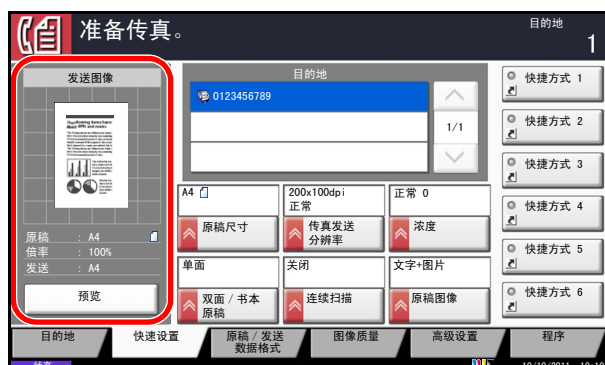 准备传真。
目的地
1
发送图像
原稿 : A4
倍率 : 100%
发送 : A4
预览
目的地
0123456789
1/1
A4
原稿尺寸
200x100dpi
正常
传真发送
分辨率
正常 0
浓度
单面
双面 / 书本
原稿
关闭
连续扫描
文字+图片
原稿图像
快捷方式 1
快捷方式 2
快捷方式 3
快捷方式 4
快捷方式 5
快捷方式 6
目的地
快速设置
原稿 / 发送
数据格式
图像质量
高级设置
程序